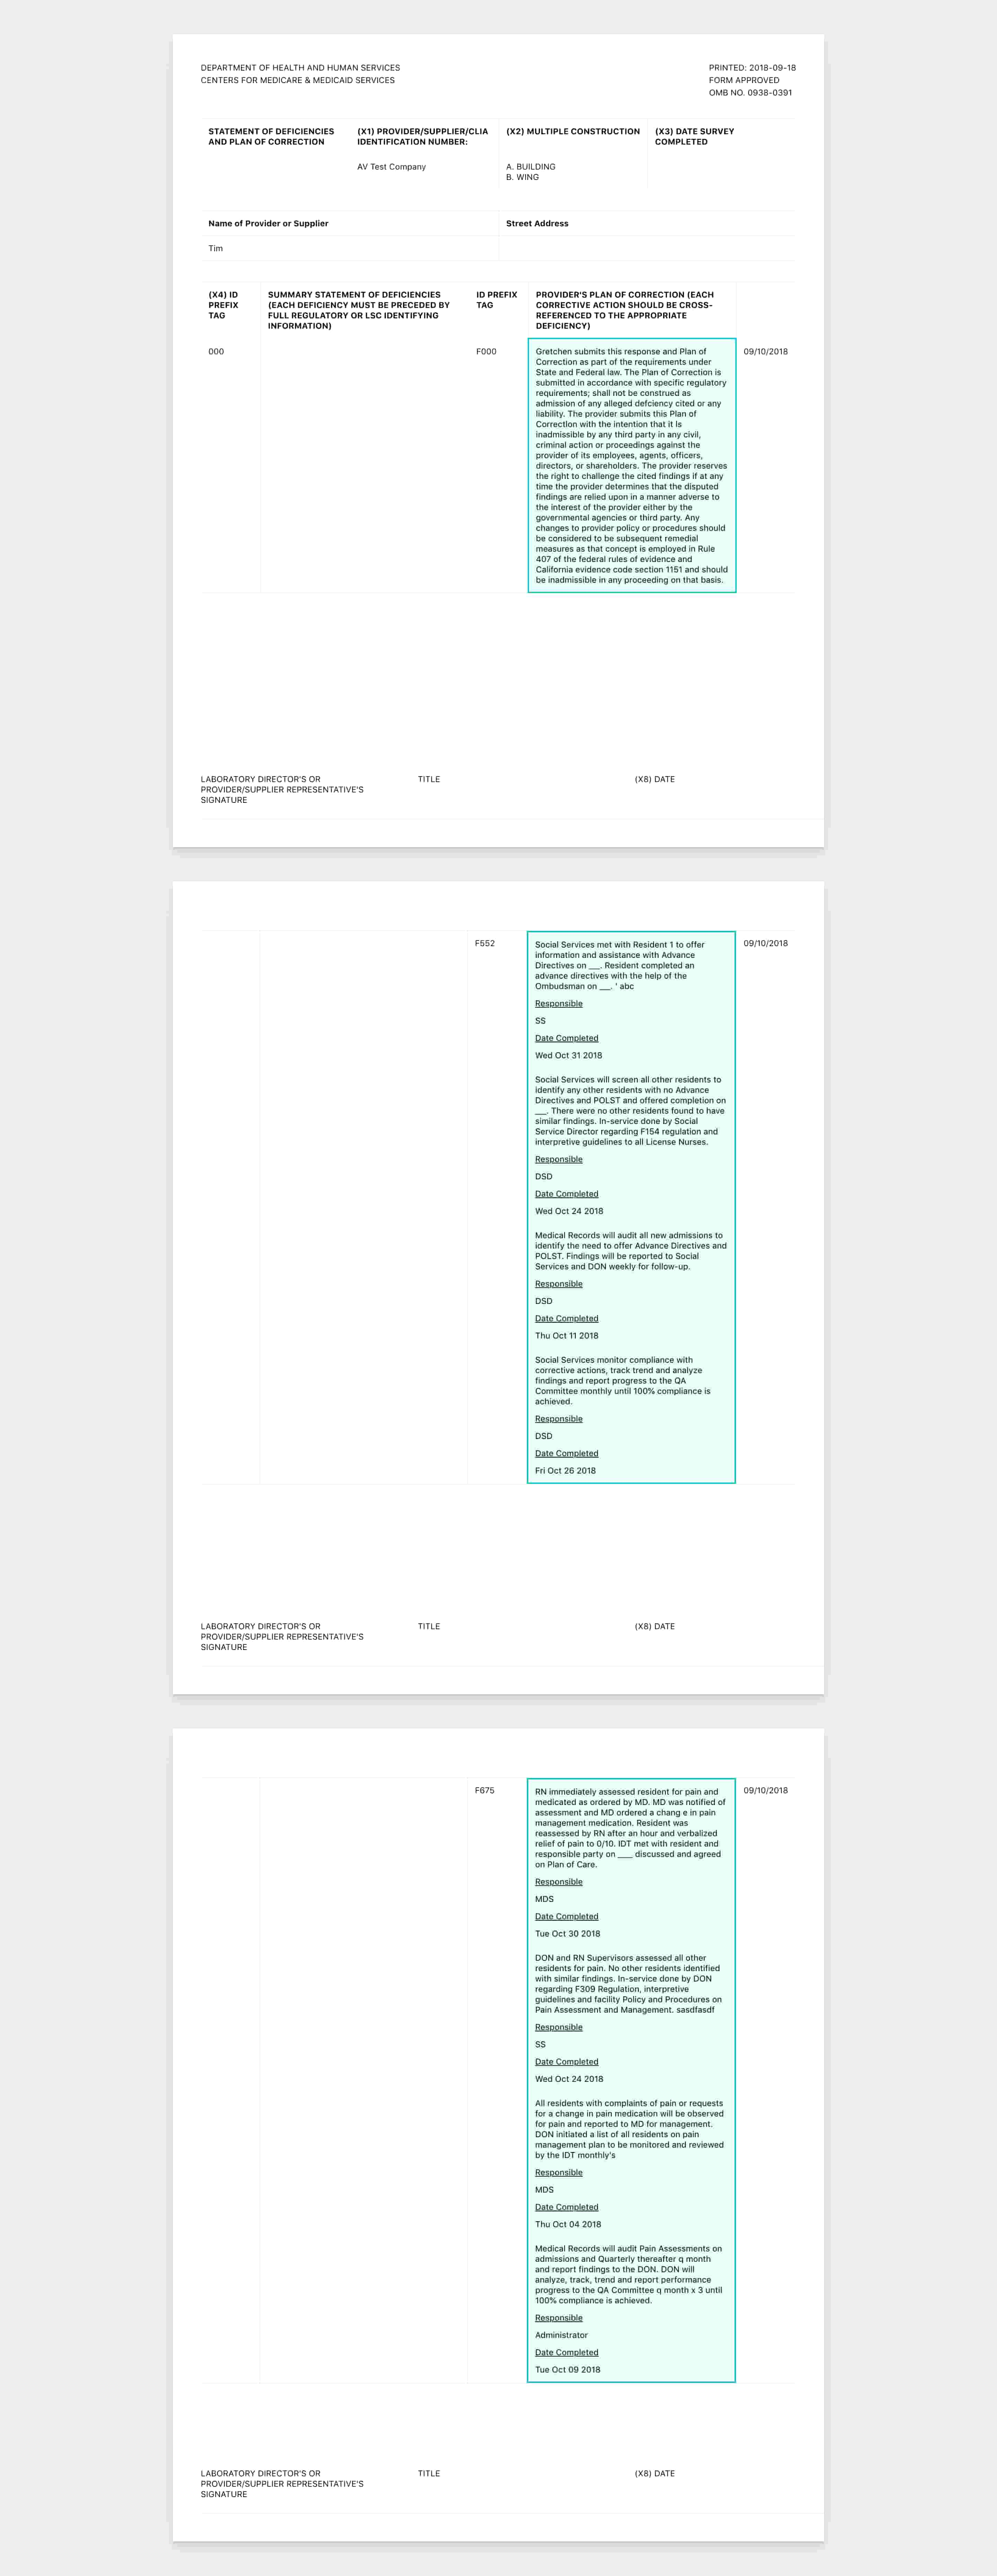 DEPARTMENT OF HEALTH AND HUMAN SERVICES
CENTERS FOR MEDICARE & MEDICAID SERVICES
PRINTED: 2018-09-18
FORM APPROVED
OMB NO. 0938-0391
STATEMENT OF DEFICIENCIES
AND PLAN OF CORRECTION
(X1) PROVIDER/SUPPLIER/CLIA
IDENTIFICATION NUMBER:
AV Test Company
(X2) MULTIPLE CONSTRUCTION
A. BUILDING
B. WING
(X3) DATE SURVEY
COMPLETED
Name of Provider or Supplier
Street Address
Tim
(X4) ID
PREFIX
TAG
SUMMARY STATEMENT OF DEFICIENCIES
(EACH DEFICIENCY MUST BE PRECEDED BY
FULL REGULATORY OR LSC IDENTIFYING
INFORMATION)
ID PREFIX
TAG
PROVIDER'S PLAN OF CORRECTION (EACH
CORRECTIVE ACTION SHOULD BE CROSS-
REFERENCED TO THE APPROPRIATE
DEFICIENCY)
000
F000
Gretchen submits this response and Plan of
Correction as part of the requirements under
State and Federal law. The Plan of Correction is
submitted in accordance with specific regulatory
requirements; shall not be construed as
admission of any alleged defciency cited or any
liability. The provider submits this Plan of
Correction with the intention that it Is
inadmissible by any third party in any civil,
criminal action or proceedings against the
provider of its employees, agents, officers,
directors, or shareholders. The provider reserves
the right to challenge the cited findings if at any
time the provider determines that the disputed
findings are relied upon in a manner adverse to
the interest of the provider either by the
governmental agencies or third party. Any
changes to provider policy or procedures should
be considered to be subsequent remedial
measures as that concept is employed in Rule
407 of the federal rules of evidence and
California evidence code section 1151 and should
be inadmissible in any proceeding on that basis.
09/10/2018
LABORATORY DIRECTOR'S OR
PROVIDER/SUPPLIER REPRESENTATIVE'S
SIGNATURE
TITLE
(X8) DATE
F552
Social Services met with Resident 1 to offer
information and assistance with Advance
Directives on ___. Resident completed an
advance directives with the help of the
Ombudsman on ___. ' abc
Responsible
SS
Date Completed
Wed Oct 31 2018
Social Services will screen all other residents to
identify any other residents with no Advance
Directives and POLST and offered completion on
___. There were no other residents found to have
similar findings. In-service done by Social
Service Director regarding F154 regulation and
interpretive guidelines to all License Nurses.
Responsible
DSD
Date Completed
Wed Oct 24 2018
Medical Records will audit all new admissions to
identify the need to offer Advance Directives and
POLST. Findings will be reported to Social
Services and DON weekly for follow-up.
Responsible
DSD
Date Completed
Thu Oct 11 2018
Social Services monitor compliance with
corrective actions, track trend and analyze
findings and report progress to the QA
Committee monthly until 100% compliance is
achieved.
Responsible
DSD
Date Completed
Fri Oct 26 2018
09/10/2018
LABORATORY DIRECTOR'S OR
PROVIDER/SUPPLIER REPRESENTATIVE'S
SIGNATURE
TITLE
(X8) DATE
F675
RN immediately assessed resident for pain and
medicated as ordered by MD. MD was notified of
assessment and MD ordered a chang e in pain
management medication. Resident was
reassessed by RN after an hour and verbalized
relief of pain to 0/10. IDT met with resident and
responsible party on ____ discussed and agreed
on Plan of Care.
Responsible
MDS
Date Completed
Tue Oct 30 2018
DON and RN Supervisors assessed all other
residents for pain. No other residents identified
with similar findings. In-service done by DON
regarding F309 Regulation, interpretive
guidelines and facility Policy and Procedures on
Pain Assessment and Management. sasdfasdf
Responsible
SS
Date Completed
Wed Oct 24 2018
All residents with complaints of pain or requests
for a change in pain medication will be observed
for pain and reported to MD for management.
DON initiated a list of all residents on pain
management plan to be monitored and reviewed
by the IDT monthly's
Responsible
MDS
Date Completed
Thu Oct 04 2018
Medical Records will audit Pain Assessments on
admissions and Quarterly thereafter q month
and report findings to the DON. DON will
analyze, track, trend and report performance
progress to the QA Committee q month x 3 until
100% compliance is achieved.
Responsible
Administrator
Date Completed
Tue Oct 09 2018
09/10/2018
LABORATORY DIRECTOR'S OR
PROVIDER/SUPPLIER REPRESENTATIVE'S
SIGNATURE
TITLE
(X8) DATE